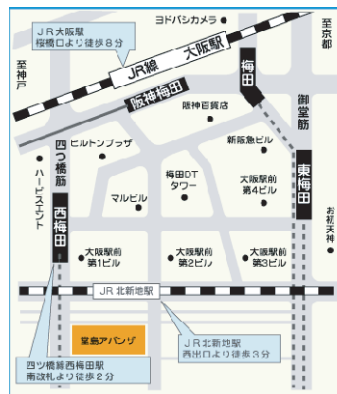 ヨドバシカメラ
至京都
JR大阪駅
桜橋口より徒歩8分
JR線 大阪駅
梅田
至神戸
阪神梅田
阪神百貨店
御堂筋
四つ橋筋
ヒルトンプラザ
新阪急ビル
ハービスエント
梅田DT
タワー
大阪駅前
第4ビル
東梅田
マルビル
西梅田
お初天神
大阪駅前
第1ビル
大阪駅前
第2ビル
大阪駅前
第3ビル
JR北新地駅
堂島アバンザ
JR北新地駅
西出口より徒歩3分
四ツ橋線西梅田駅
南改札より徒歩2分